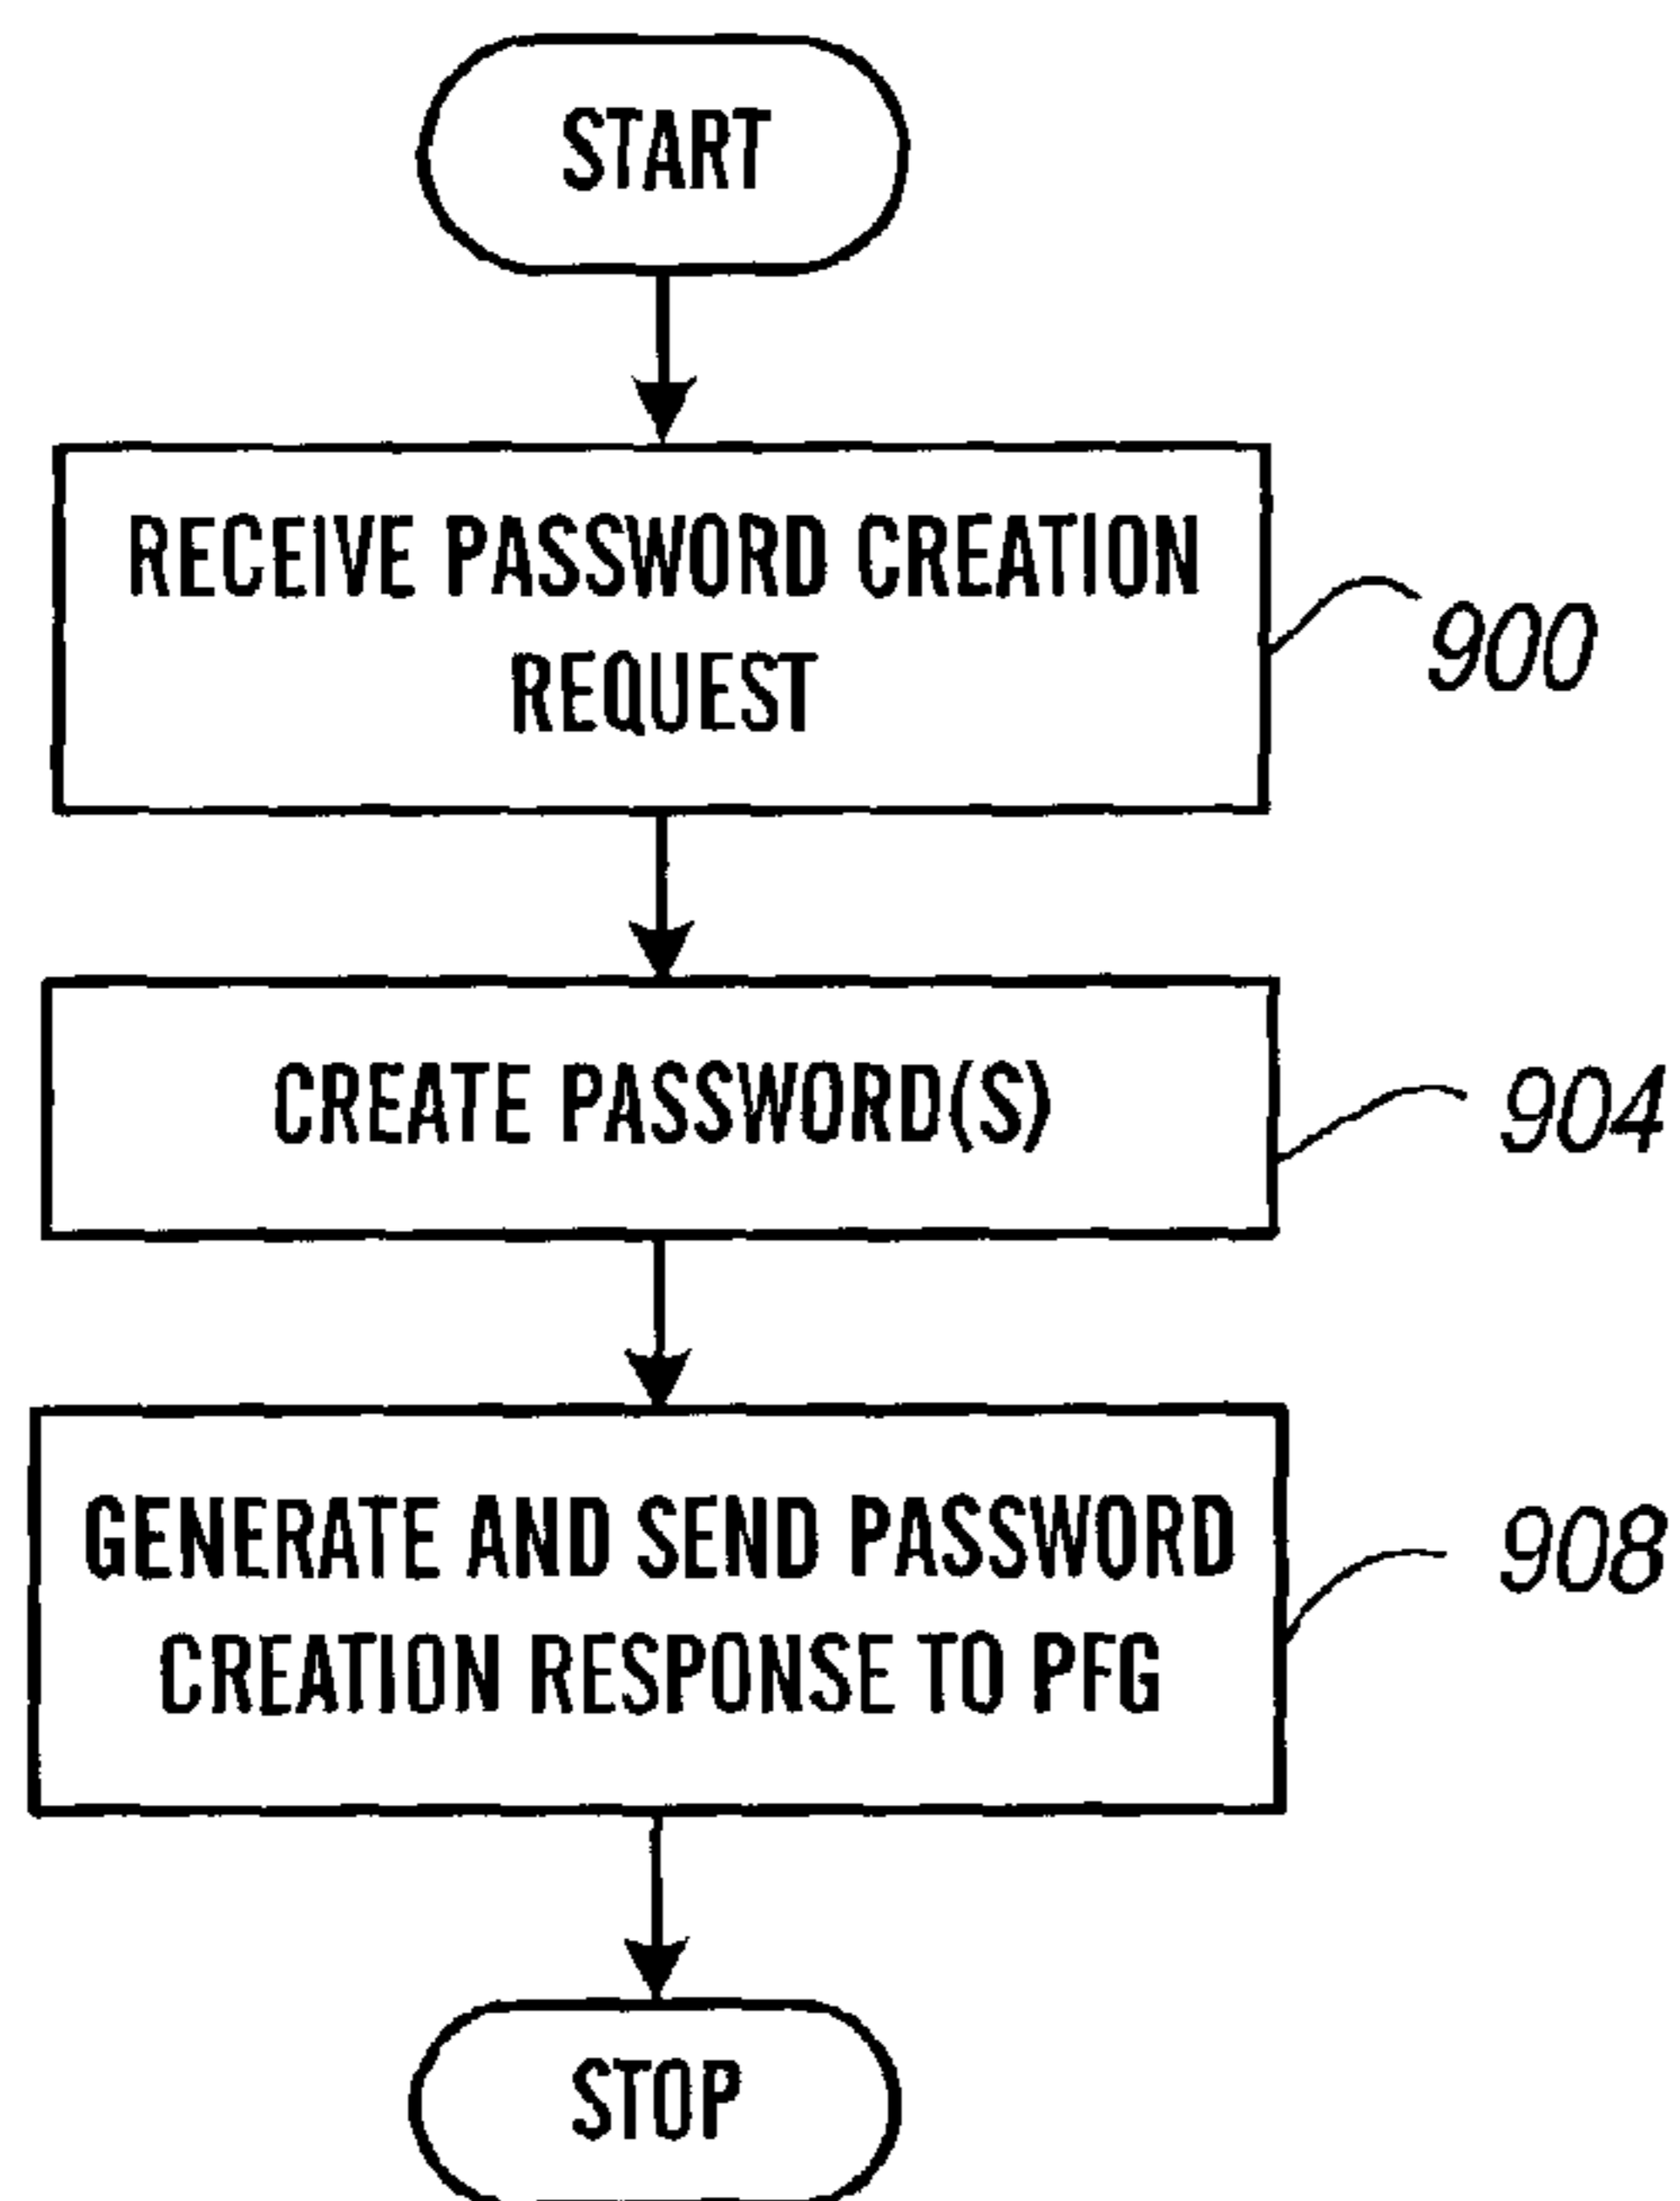 START
RECEIVE PASSWORD CREATION
REQUEST
900
CREATE PASSWORD(S)
904
GENERATE AND SEND PASSWORD
CREATION RESPONSE TO PFG
908
STOP